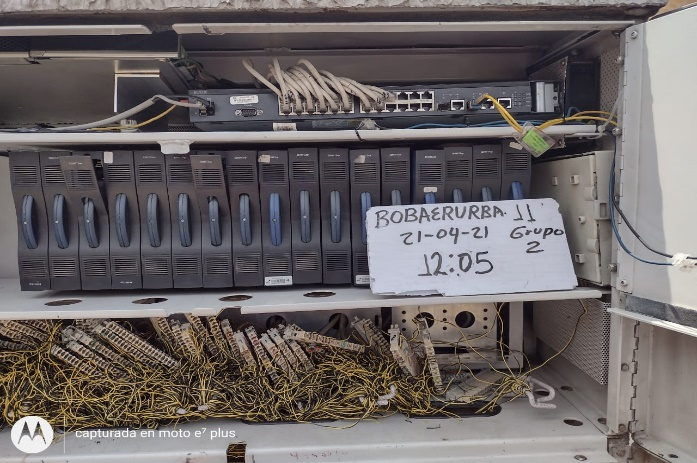 BOBAERURBA. 11
21-04-21 Grupo
2
12:05
capturada en moto e⁷ plus